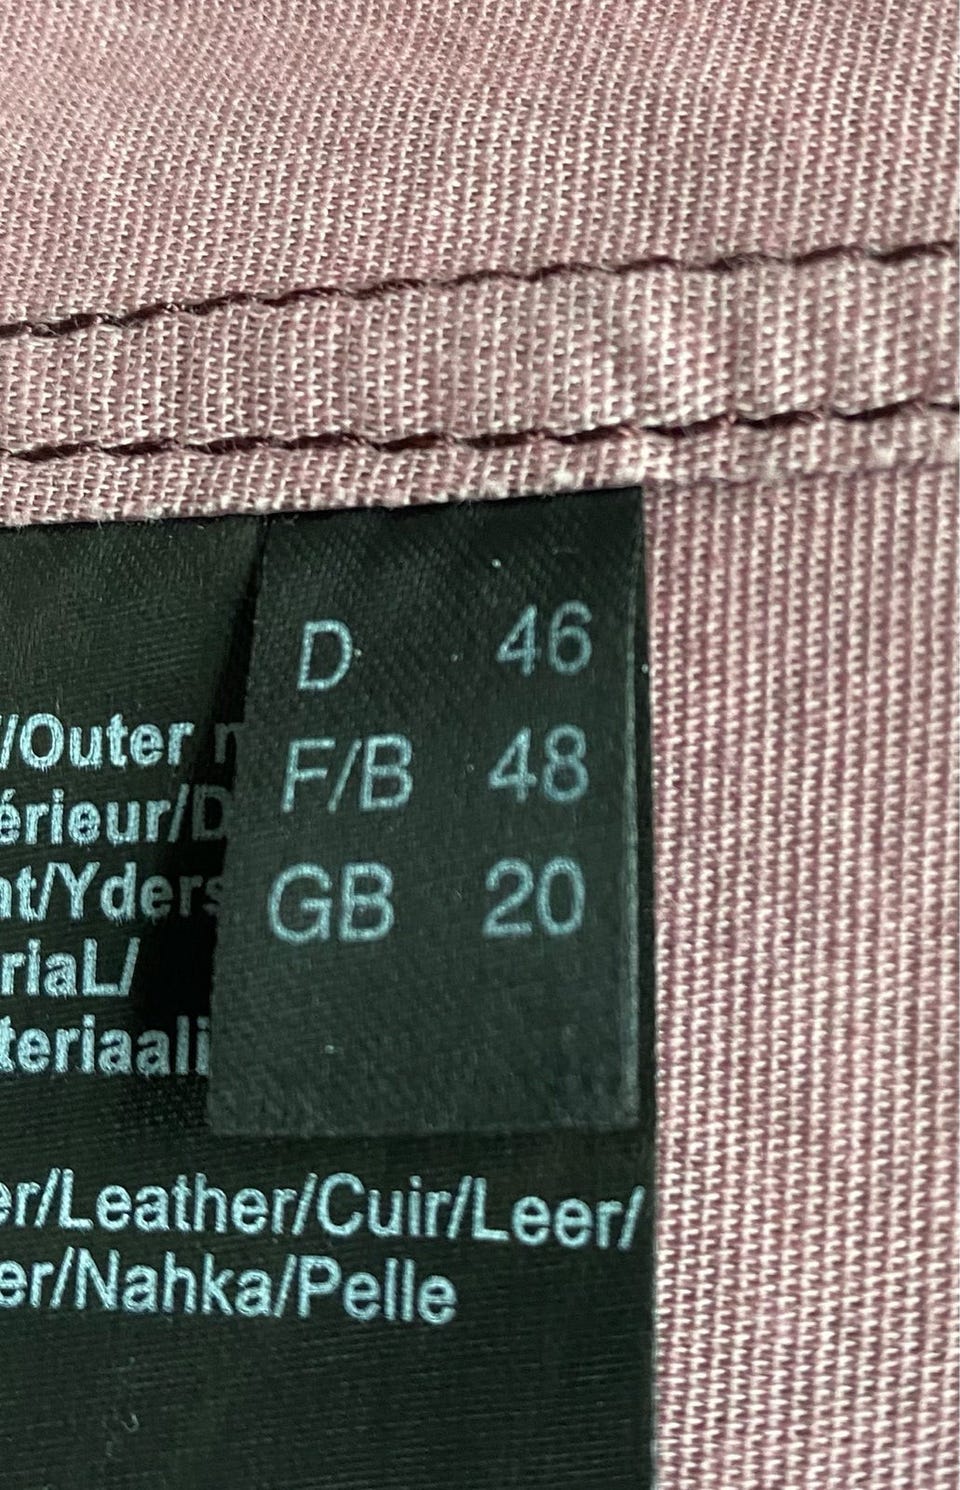 D 46
F/B 48
GB 20
/Outer
érieur/D
nt/Yders
riaL/
teriaali
er/Leather/Cuir/Leer/
er/Nahka/Pelle